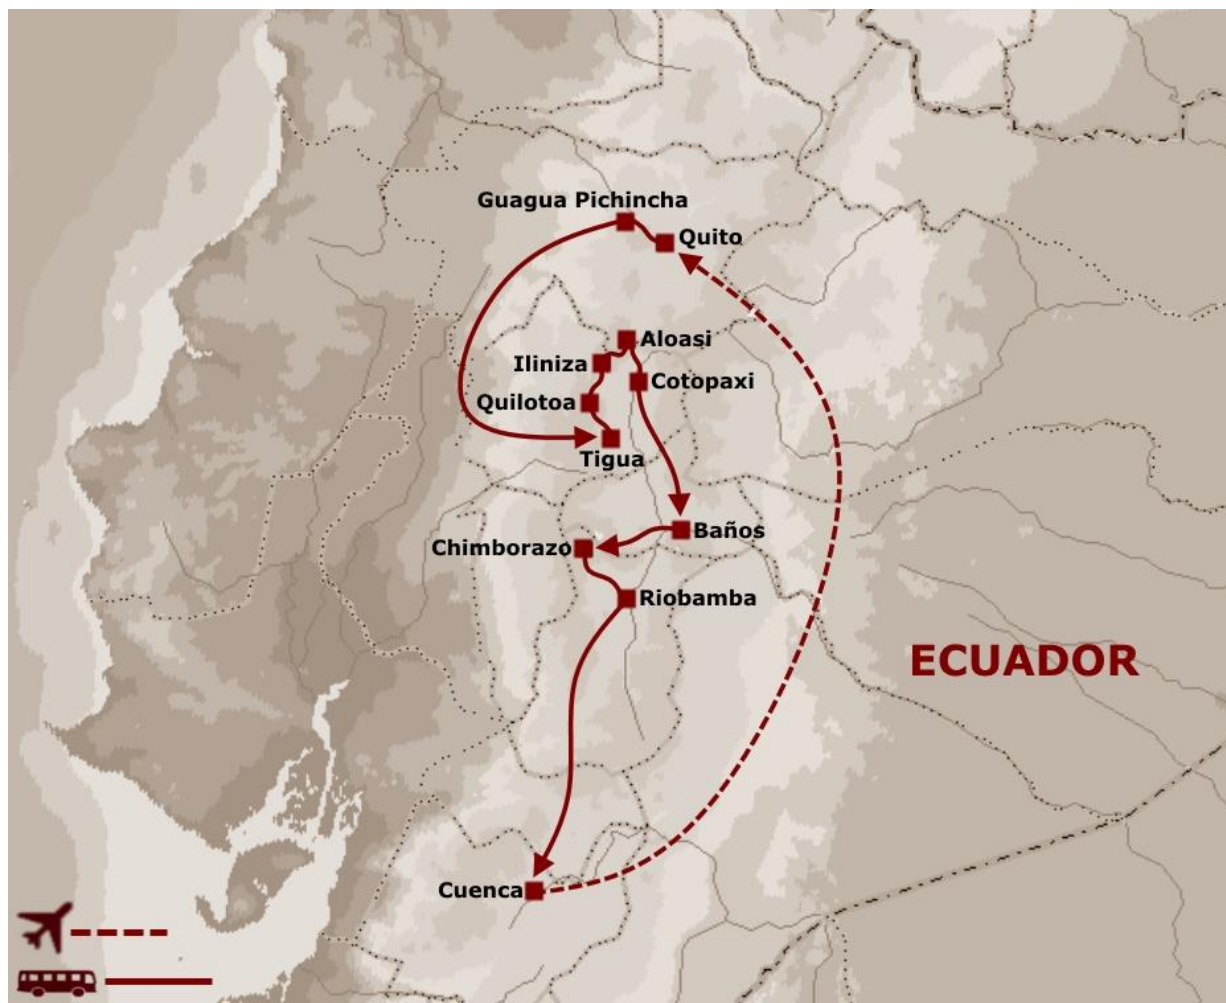 Guagua Pichincha
Quito
Aloasi
Iliniza
Cotopaxi
Quilotoa
Tigua
Baños
Chimborazo
Riobamba
ECUADOR
Cuenca